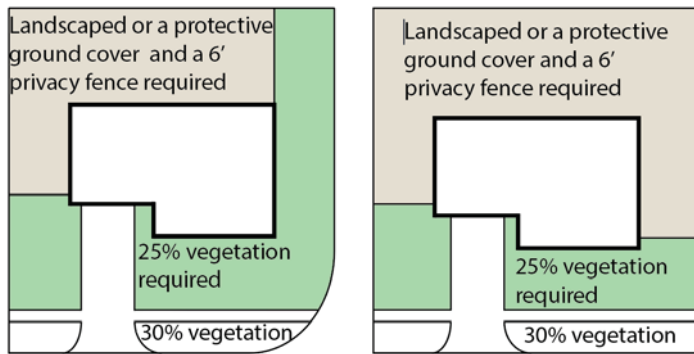 Landscaped or a protective
ground cover and a 6’
privacy fence required
25% vegetation
required
30% vegetation
Landscaped or a protective
ground cover and a 6’
privacy fence required
25% vegetation
required
30% vegetation